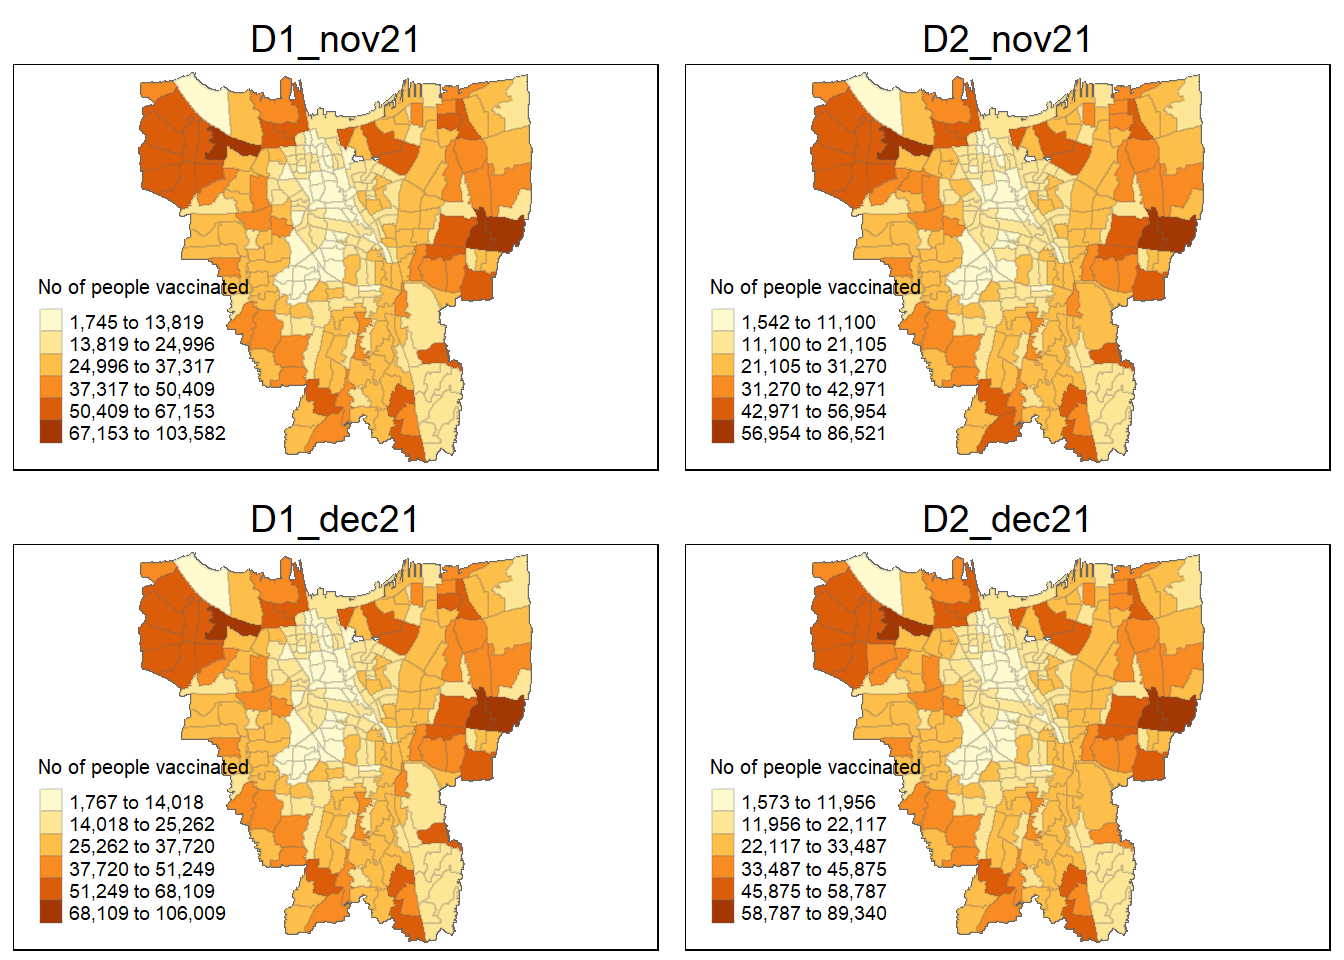 D1_nov21
No of people vaccinated
1,745 to 13,819
13,819 to 24,996
24,996 to 37,317
37,317 to 50,409
50,409 to 67,153
67,153 to 103,582
D2_nov21
No of people vaccinated
1,542 to 11,100
11,100 to 21,105
21,105 to 31,270
31,270 to 42,971
42,971 to 56,954
56,954 to 86,521
D1_dec21
No of people vaccinated
1,767 to 14,018
14,018 to 25,262
25,262 to 37,720
37,720 to 51,249
51,249 to 68,109
68,109 to 106,009
D2_dec21
No of people vaccinated
1,573 to 11,956
11,956 to 22,117
22,117 to 33,487
33,487 to 45,875
45,875 to 58,787
58,787 to 89,340